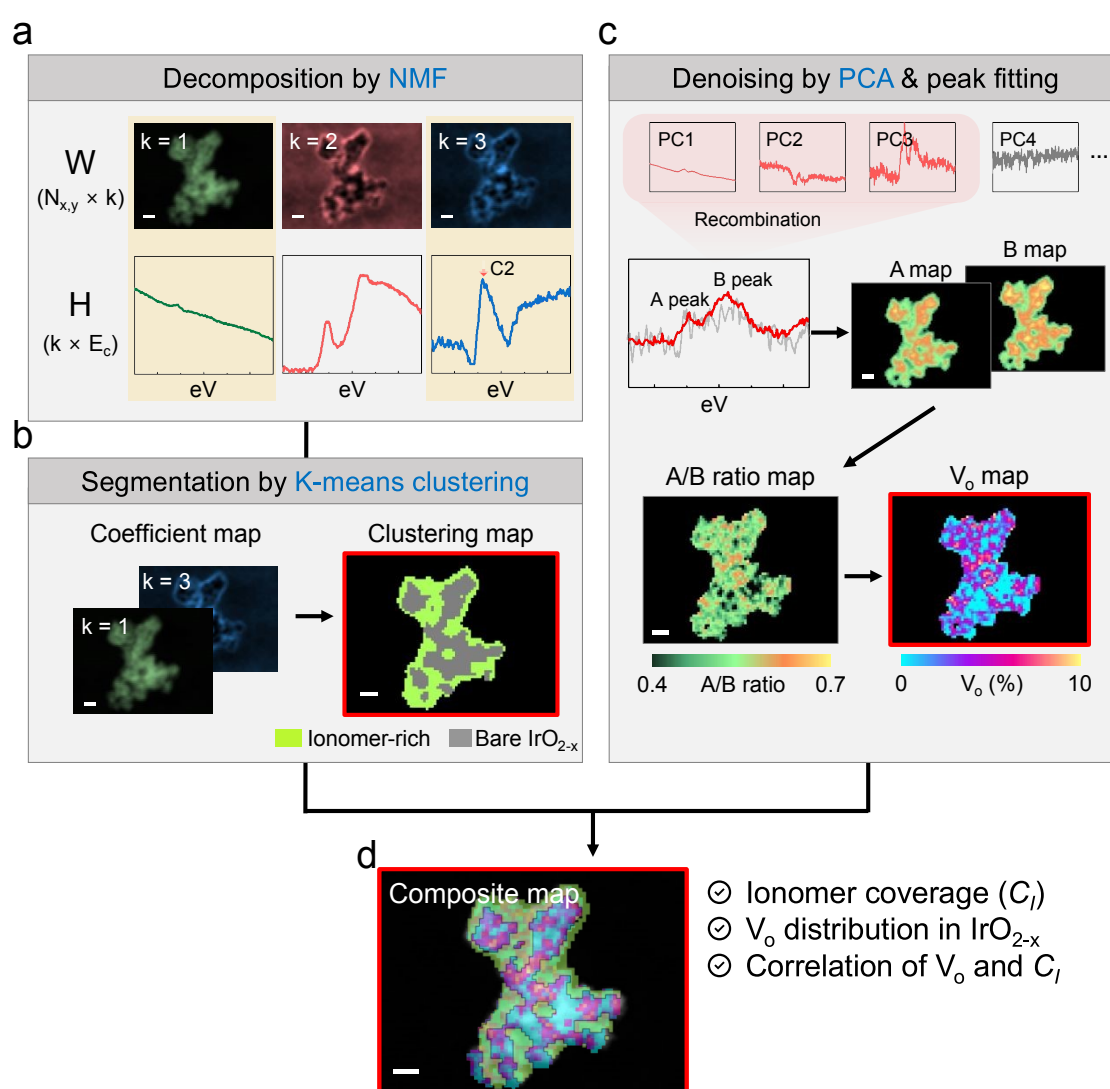 a
Decomposition by NMF
W
(Nx,y × k)
k = 1
k = 2
k = 3
H
(k × Ec)
C2
eV
eV
eV
b
Segmentation by K-means clustering
Coefficient map
k = 3
k = 1
Clustering map
Ionomer-rich
Bare IrO2-x
c
Denoising by PCA & peak fitting
PC1
PC2
PC3
PC4
...
Recombination
A peak
B peak
eV
A map
B map
A/B ratio map
0.4 A/B ratio 0.7
Vo map
0 Vo (%) 10
d
Composite map
Ionomer coverage (CI)
Vo distribution in IrO2-x
Correlation of Vo and CI